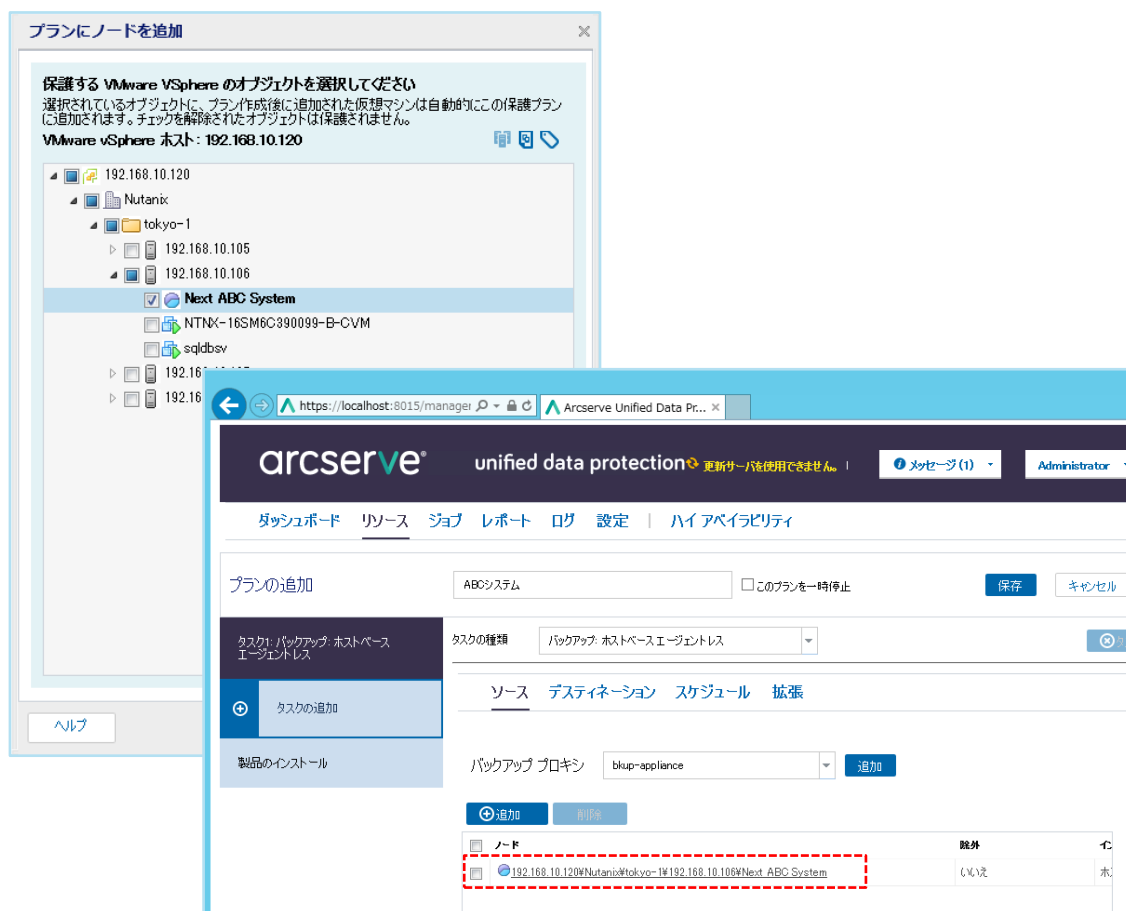 プランにノードを追加
保護する VMware VSphere のオブジェクトを選択してください
選択されているオブジェクトに、プラン作成後に追加された仮想マシンは自動的にこの保護プラン
に追加されます。チェックを解除されたオブジェクトは保護されません。
VMware vSphere ホスト: 192.168.10.120
192.168.10.120
Nutanix
tokyo-1
192.168.10.105
192.168.10.106
Next ABC System
NTNX-16SM6C390099-B-CVM
sqldbsv
192.16
192.16
ヘルプ
https://localhost:8015/manager
Arcserve Unified Data Pr...
arcserve® unified data protection 更新サーバを使用できません。
メッセージ (1)
Administrator
ダッシュボード リソース ジョブ レポート ログ 設定 | ハイ アベイラビリティ
プランの追加
ABCシステム
このプランを一時停止
保存
キャンセル
タスク1: バックアップ: ホストベース
エージェントレス
タスクの種類
バックアップ: ホストベース エージェントレス
タスクの追加
製品のインストール
ソース デスティネーション スケジュール 拡張
バックアップ プロキシ
bkup-appliance
追加
追加
削除
ノード
除外
192.168.10.120¥Nutanix¥tokyo-1¥192.168.10.106¥Next ABC System
いいえ